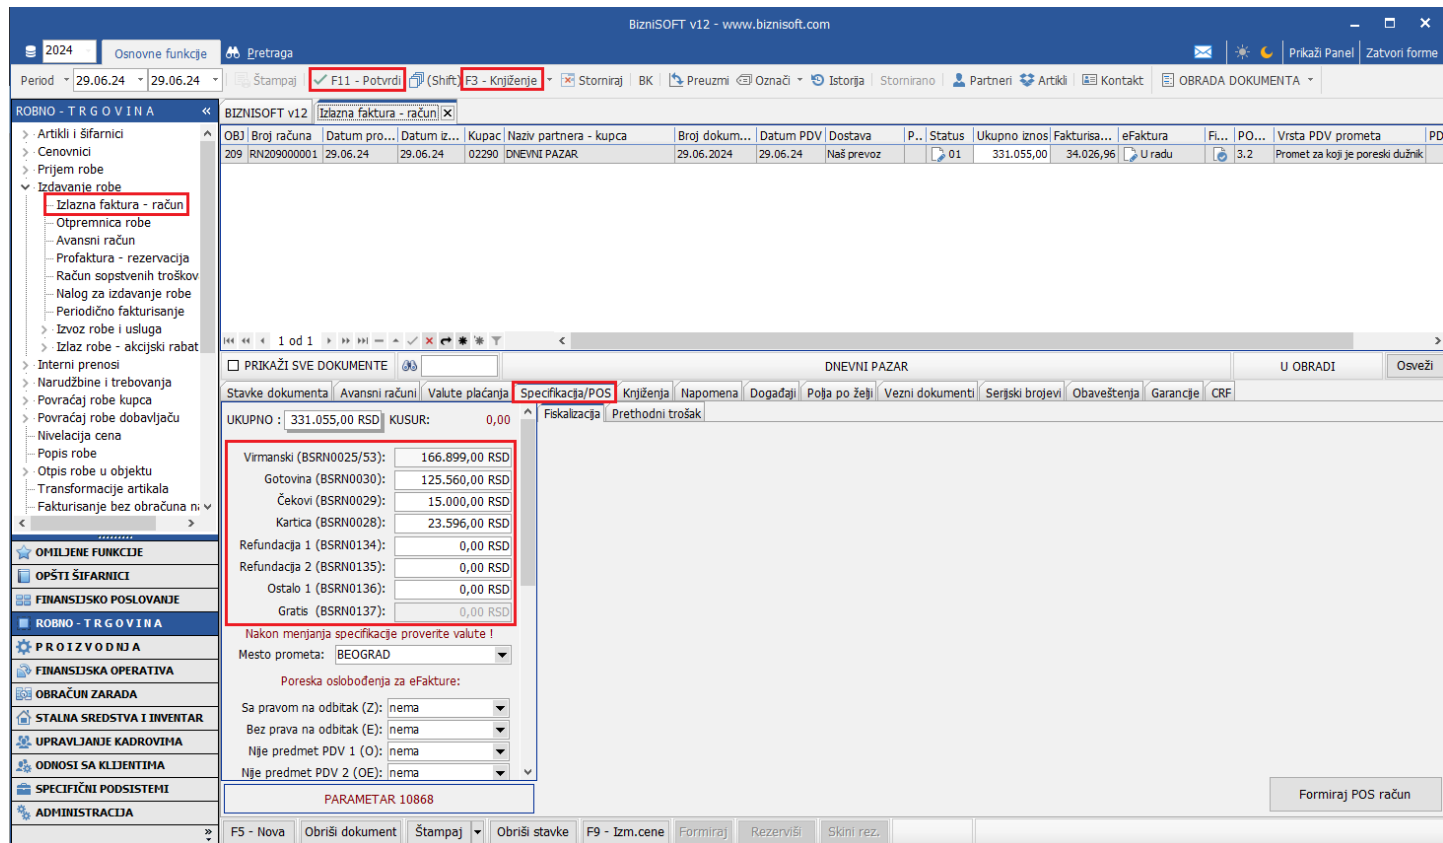 BizniSOFT v12 - www.biznisoft.com
2024 Osnovne funkcije Pretraga Prikaži Panel Zatvori forme
Period 29.06.24 29.06.24 Štampaj F11 - Potvrdi (Shift) F3 - Knjiženje Storniraj BK Preuzmi Označi Istorija Stornirano Partneri Artikli Kontakt OBRADA DOKUMENTA
ROBNO - T R G O V I N A «
BIZNISOFT v12 Izlazna faktura - račun
Artikli i šifarnici
Cenovnici
Prijem robe
Izdavanje robe
Izlazna faktura - račun
Otpremnica robe
Avansni račun
Profaktura - rezervacija
Račun sopstvenih troškov
Nalog za izdavanje robe
Periodično fakturisanje
Izvoz robe i usluga
Izlaz robe - akcijski rabat
Interni prenosi
Narudžbine i trebovanja
Povraćaj robe kupca
Povraćaj robe dobavljaču
Nivelacija cena
Popis robe
Otpis robe u objektu
Transformacije artikala
Fakturisanje bez obračuna na
OMILJENE FUNKCIJE
OPŠTI ŠIFARNICI
FINANSIJSKO POSLOVANJE
ROBNO - T R G O V I N A
P R O I Z V O D NJ A
FINANSIJSKA OPERATIVA
OBRAČUN ZARADA
STALNA SREDSTVA I INVENTAR
UPRAVLJANJE KADROVIMA
ODNOSI SA KLIJENTIMA
SPECIFIČNI PODSISTEMI
ADMINISTRACIJA
»
OBJ Broj računa Datum pro... Datum iz... Kupac Naziv partnera - kupca Broj dokum... Datum PDV Dostava P... Status Ukupno iznos Fakturisa... eFaktura Fi... PO... Vrsta PDV prometa PD
209 RN209000001 29.06.24 29.06.24 02290 DNEVNI PAZAR 29.06.2024 29.06.24 Naš prevoz 01 331.055,00 34.026,96 U radu 3.2 Promet za koji je poreski dužnik
1 od 1
PRIKAŽI SVE DOKUMENTE DNEVNI PAZAR U OBRADI Osveži
Stavke dokumenta Avansni računi Valute plaćanja Specifikacija/POS Knjiženja Napomena Događaji Polja po želji Vezni dokumenti Serijski brojevi Obaveštenja Garancije CRF
UKUPNO : 331.055,00 RSD KUSUR: 0,00
Fiskalizacija Prethodni trošak
Virmanski (BSRN0025/53): 166.899,00 RSD
Gotovina (BSRN0030): 125.560,00 RSD
Čekovi (BSRN0029): 15.000,00 RSD
Kartica (BSRN0028): 23.596,00 RSD
Refundacija 1 (BSRN0134): 0,00 RSD
Refundacija 2 (BSRN0135): 0,00 RSD
Ostalo 1 (BSRN0136): 0,00 RSD
Gratis (BSRN0137): 0,00 RSD
Nakon menjanja specifikacije proverite valute !
Mesto prometa: BEOGRAD
Poreska oslobođenja za eFakture:
Sa pravom na odbitak (Z): nema
Bez prava na odbitak (E): nema
Nije predmet PDV 1 (O): nema
Nije predmet PDV 2 (OE): nema
PARAMETAR 10868
Formiraj POS račun
F5 - Nova Obriši dokument Štampaj Obriši stavke F9 - Izm.cene Formiraj Rezerviši Skini rez.